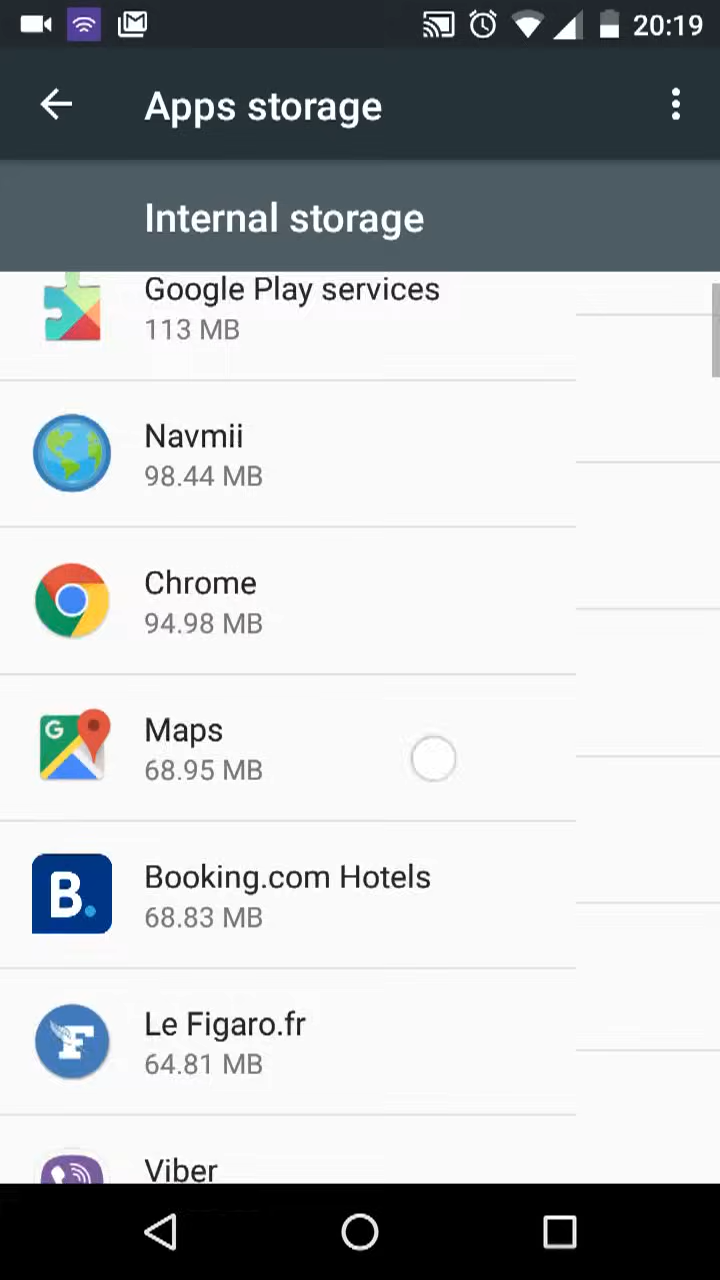 20:19
Apps storage
Internal storage
Google Play services
113 MB
Navmii
98.44 MB
Chrome
94.98 MB
G
Maps
68.95 MB
B.
Booking.com Hotels
68.83 MB
F
Le Figaro.fr
64.81 MB
Viber